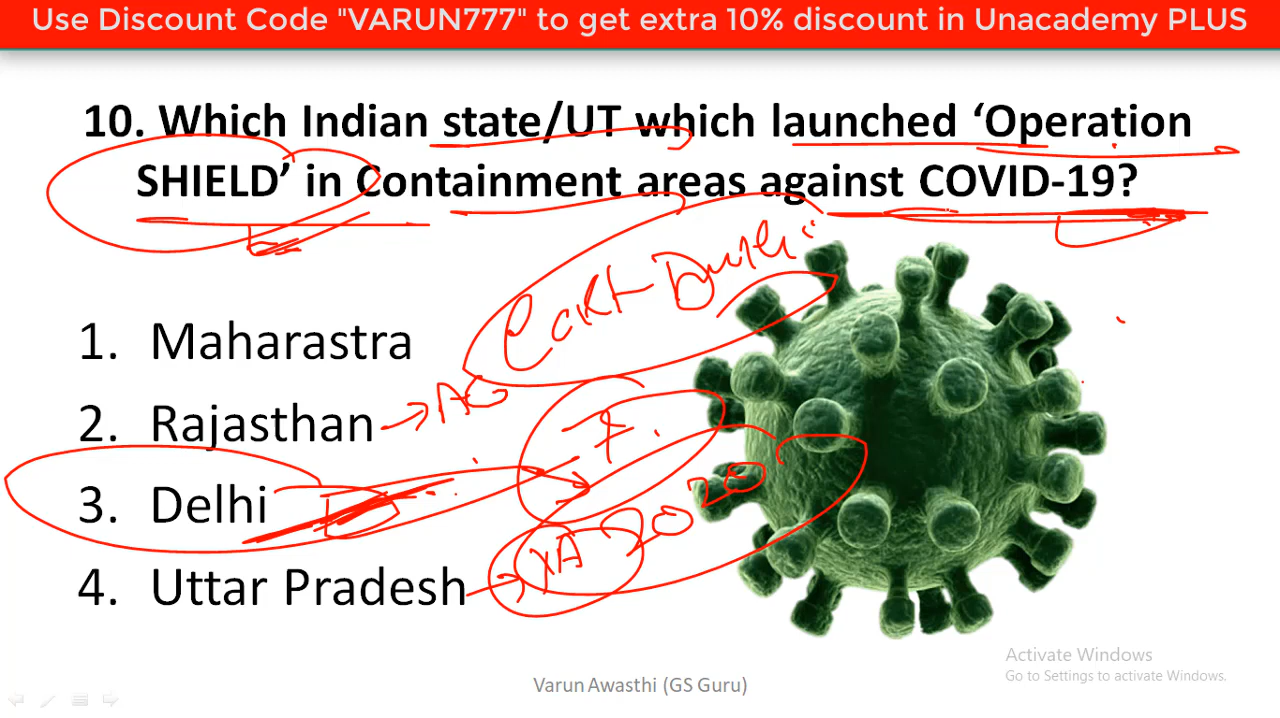 Use Discount Code "VARUN777" to get extra 10% discount in Unacademy PLUS
10. Which Indian state/UT which launched ‘Operation
SHIELD’ in Containment areas against COVID-19?
1. Maharastra
2. Rajasthan
3. Delhi
7.
2020
4. Uttar Pradesh
Activate Windows
Go to Settings to activate Windows.
Varun Awasthi (GS Guru)